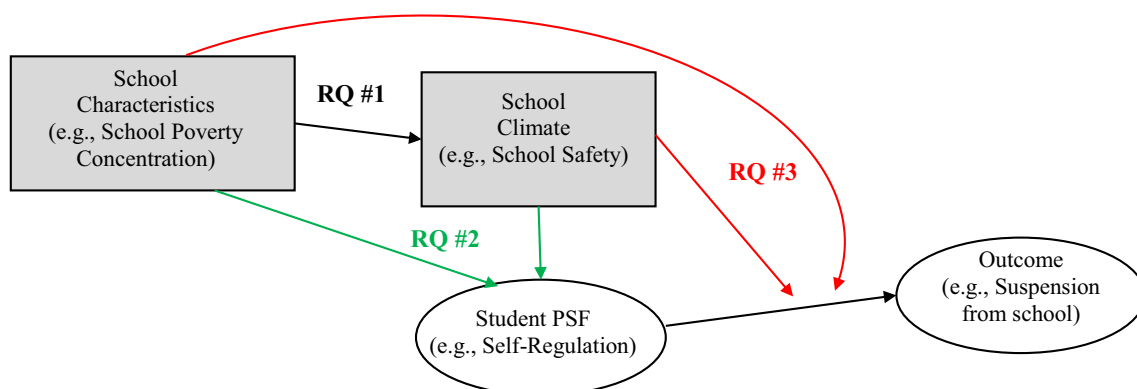 School
Characteristics
(e.g., School Poverty
Concentration)
RQ #1
School
Climate
(e.g., School Safety)
RQ #3
RQ #2
Student PSF
(e.g., Self-Regulation)
Outcome
(e.g., Suspension
from school)